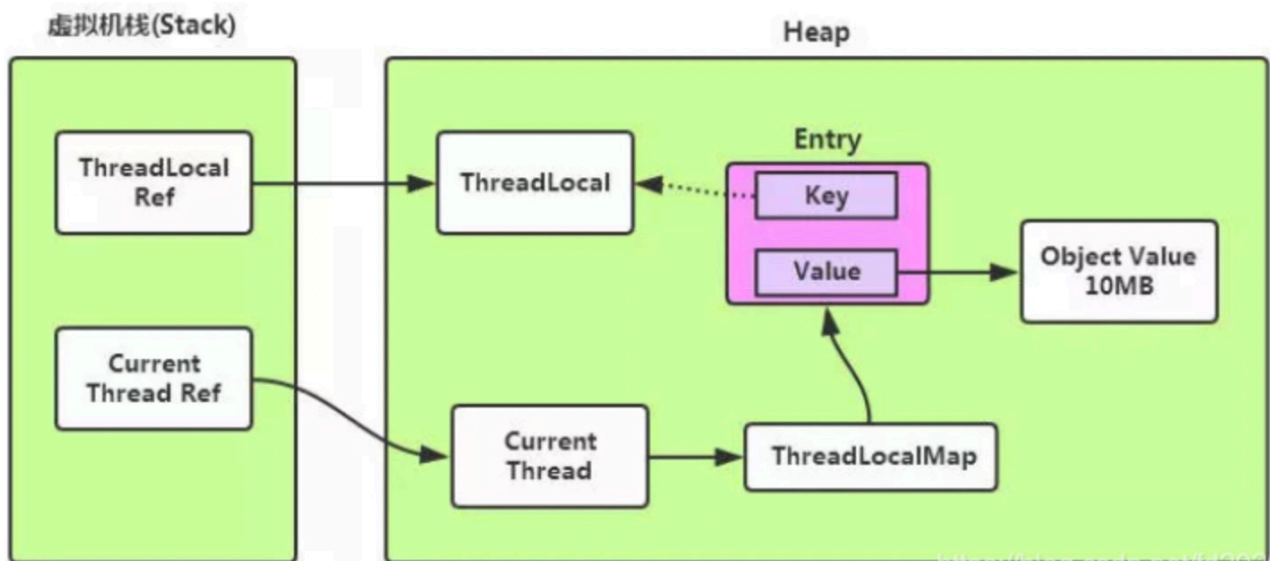 虚拟机栈(Stack)
Heap
ThreadLocal
Ref
ThreadLocal
Entry
Key
Value
Object Value
10MB
Current
Thread Ref
Current
Thread
ThreadLocalMap